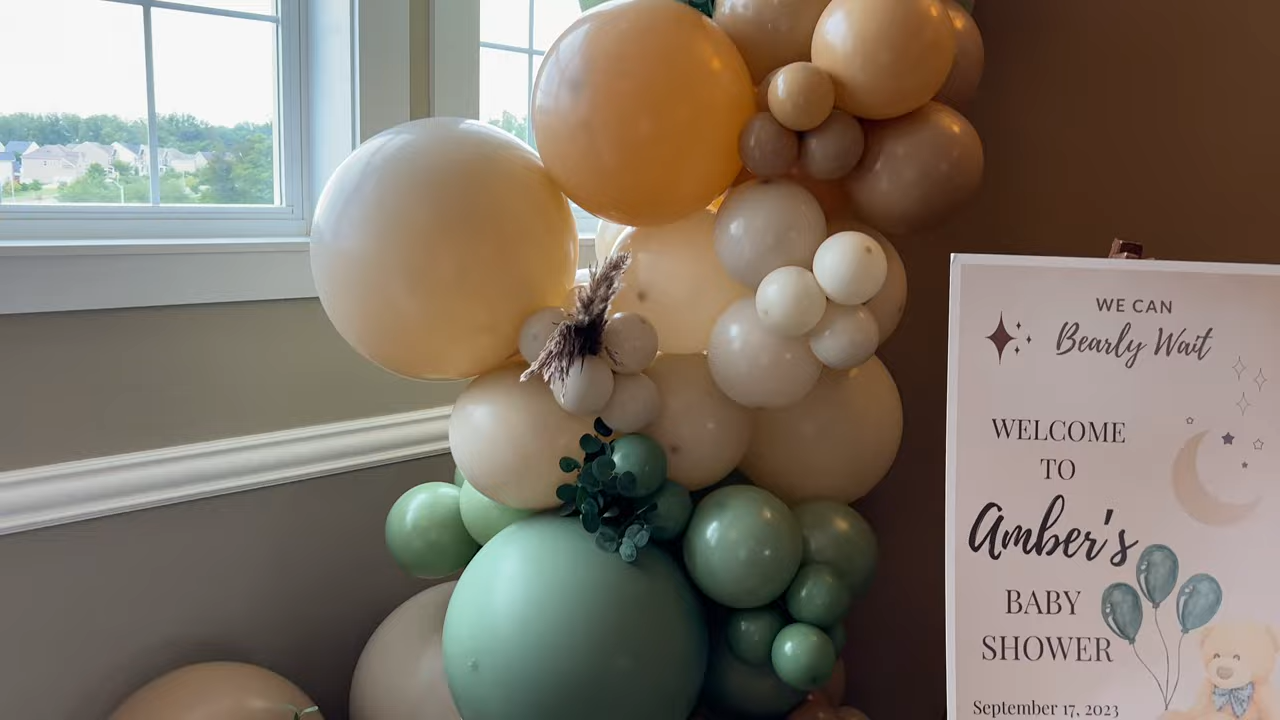 WE CAN
Bearly Wait
WELCOME
TO
Amber's
BABY
SHOWER
September 17, 2023